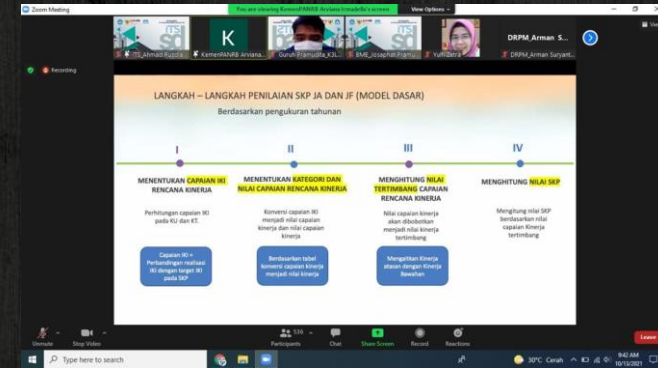 Zoom Meeting
You are viewing KemenPANRB Arviana
View Options
ITS_Ahmad Rusdia
K
KemenPANRB Arviana...
Guruh Pramudita_K3L...
BME_Josaphat Pramu...
Yulfi Zetra
DRPM_Arman S...
DRPM_Arman Suryant...
Recording
LANGKAH – LANGKAH PENILAIAN SKP JA DAN JF (MODEL DASAR)
Berdasarkan pengukuran tahunan
I
II
III
IV
MENENTUKAN CAPAIAN IKI
RENCANA KINERJA
MENENTUKAN KATEGORI DAN
NILAI CAPAIAN RENCANA KINERJA
MENGHITUNG NILAI
TERTIMBANG CAPAIAN
RENCANA KINERJA
MENGHITUNG NILAI SKP
Perhitungan capaian IKI
pada KU dan KT.
Konversi capaian IKI
menjadi nilai capaian
kinerja dan nilai capaian
kinerja
Nilai capaian kinerja
akan dibobotkan
menjadi nilai kinerja
tertimbang
Mengitung nilai SKP
berdasarkan nilai
capaian Kinerja
tertimbang
Capaian IKI =
Perbandingan realisasi
IKI dengan target IKI
pada SKP
Berdasarkan tabel
konversi capaian kinerja
menjadi nilai kinerja
Mengaitkan Kinerja
atasan dengan Kinerja
Bawahan
Unmute
Stop Video
536
Participants
Chat
Share Screen
Record
Reactions
Leave
Type here to search
30°C Cerah
9:42 AM
10/13/2021